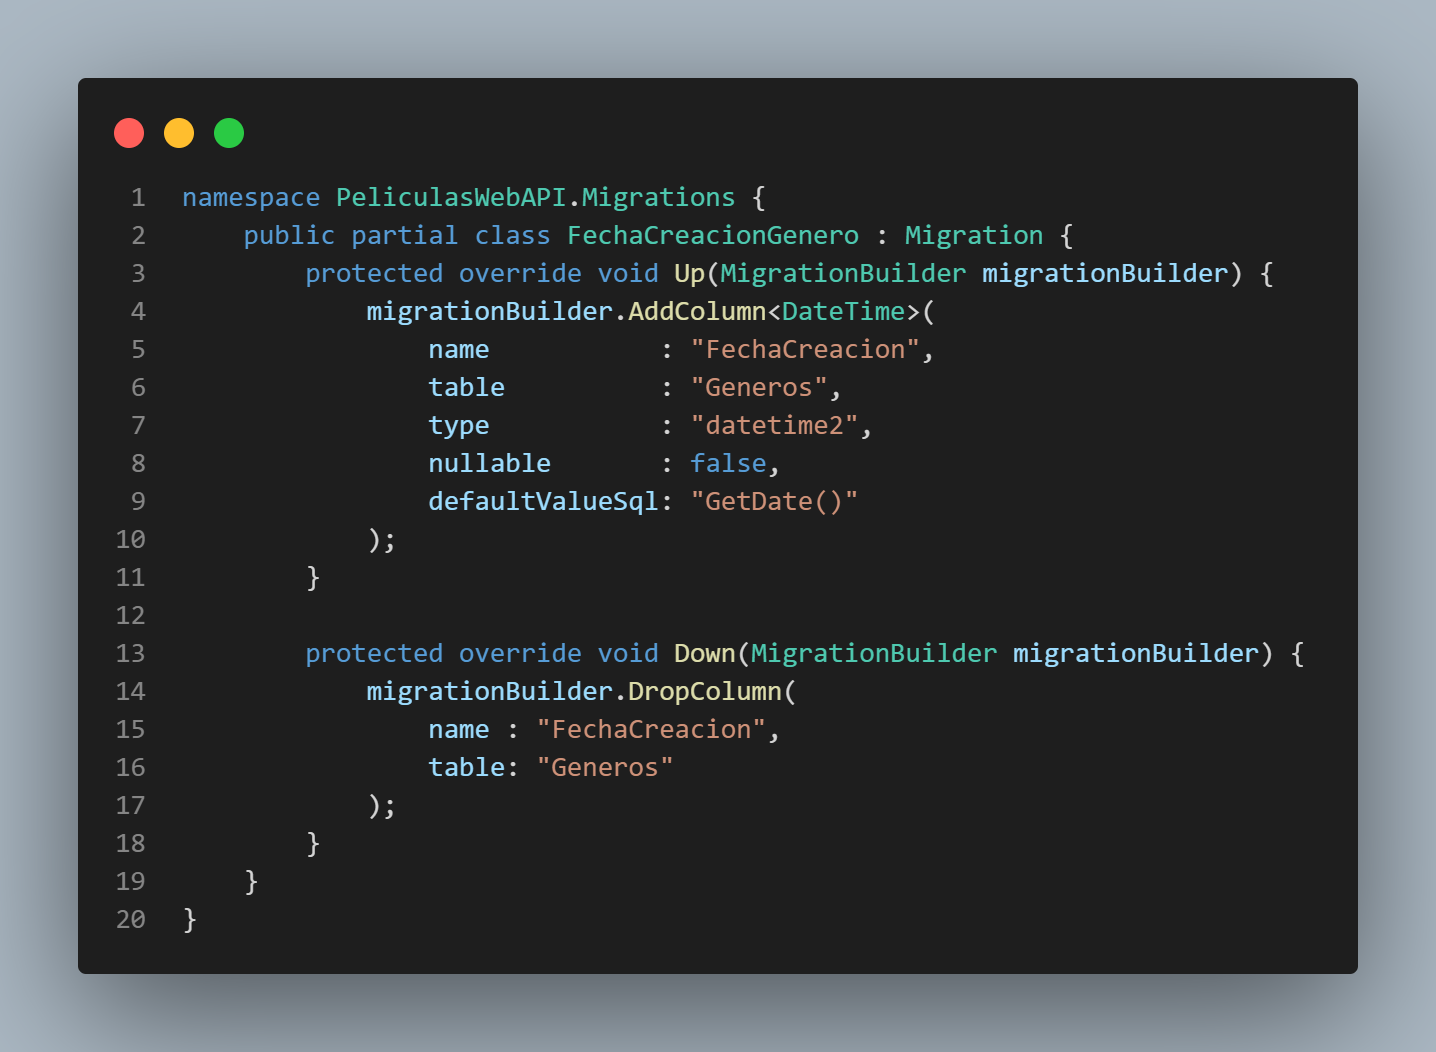 1 namespace PeliculasWebAPI.Migrations {
2     public partial class FechaCreacionGenero : Migration {
3         protected override void Up(MigrationBuilder migrationBuilder) {
4             migrationBuilder.AddColumn<DateTime>(
5                 name           : "FechaCreacion",
6                 table          : "Generos",
7                 type           : "datetime2",
8                 nullable       : false,
9                 defaultValueSql: "GetDate()"
10             );
11         }
12
13         protected override void Down(MigrationBuilder migrationBuilder) {
14             migrationBuilder.DropColumn(
15                 name : "FechaCreacion",
16                 table: "Generos"
17             );
18         }
19     }
20 }